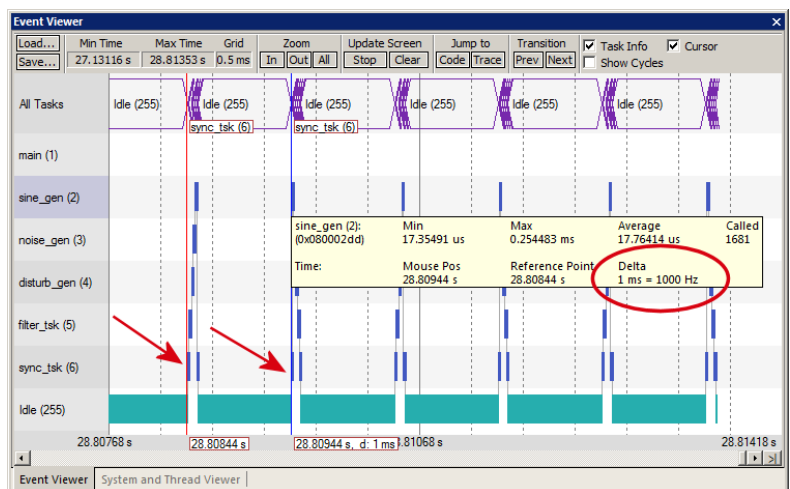 Event Viewer
Load... Min Time Max Time Grid Zoom Update Screen Jump to Transition Task Info Cursor
Save... 27.13116 s 28.81353 s 0.5 ms In Out All Stop Clear Code Trace Prev Next Show Cycles
All Tasks Idle (255) Idle (255) Idle (255) Idle (255) Idle (255) Idle (255)
sync_tsk (6) sync_tsk (6)
main (1)
sine_gen (2)
sine_gen (2): Min Max Average Called
noise_gen (3) (0x080002dd) 17.35491 us 0.254483 ms 17.76414 us 1681
Time: Mouse Pos Reference Point Delta
disturb_gen (4) 28.80944 s 28.80844 s 1 ms = 1000 Hz
filter_tsk (5)
sync_tsk (6)
Idle (255)
28.80768 s 28.80844 s 28.80944 s, d: 1 ms 8.81068 s 28.81418 s
Event Viewer System and Thread Viewer